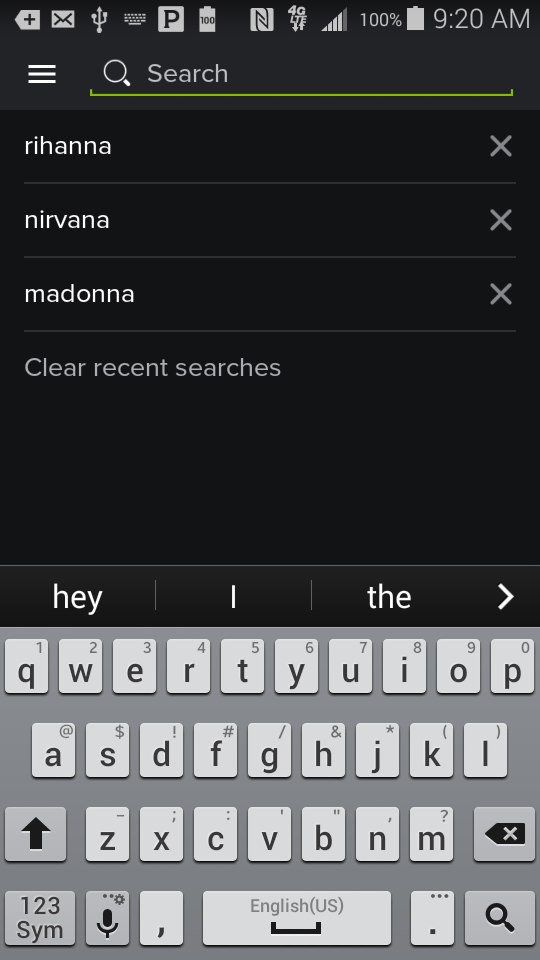 P 100 4G LTE 100% 9:20 AM
Search
rihanna
nirvana
madonna
Clear recent searches
hey I the
1 2 3 4 5 6 7 8 9 0
q w e r t y u i o p
@ $ ! # / & * ( )
a s d f g h j k l
- ; : ' " , ?
z x c v b n m
123 English(US)
Sym , .